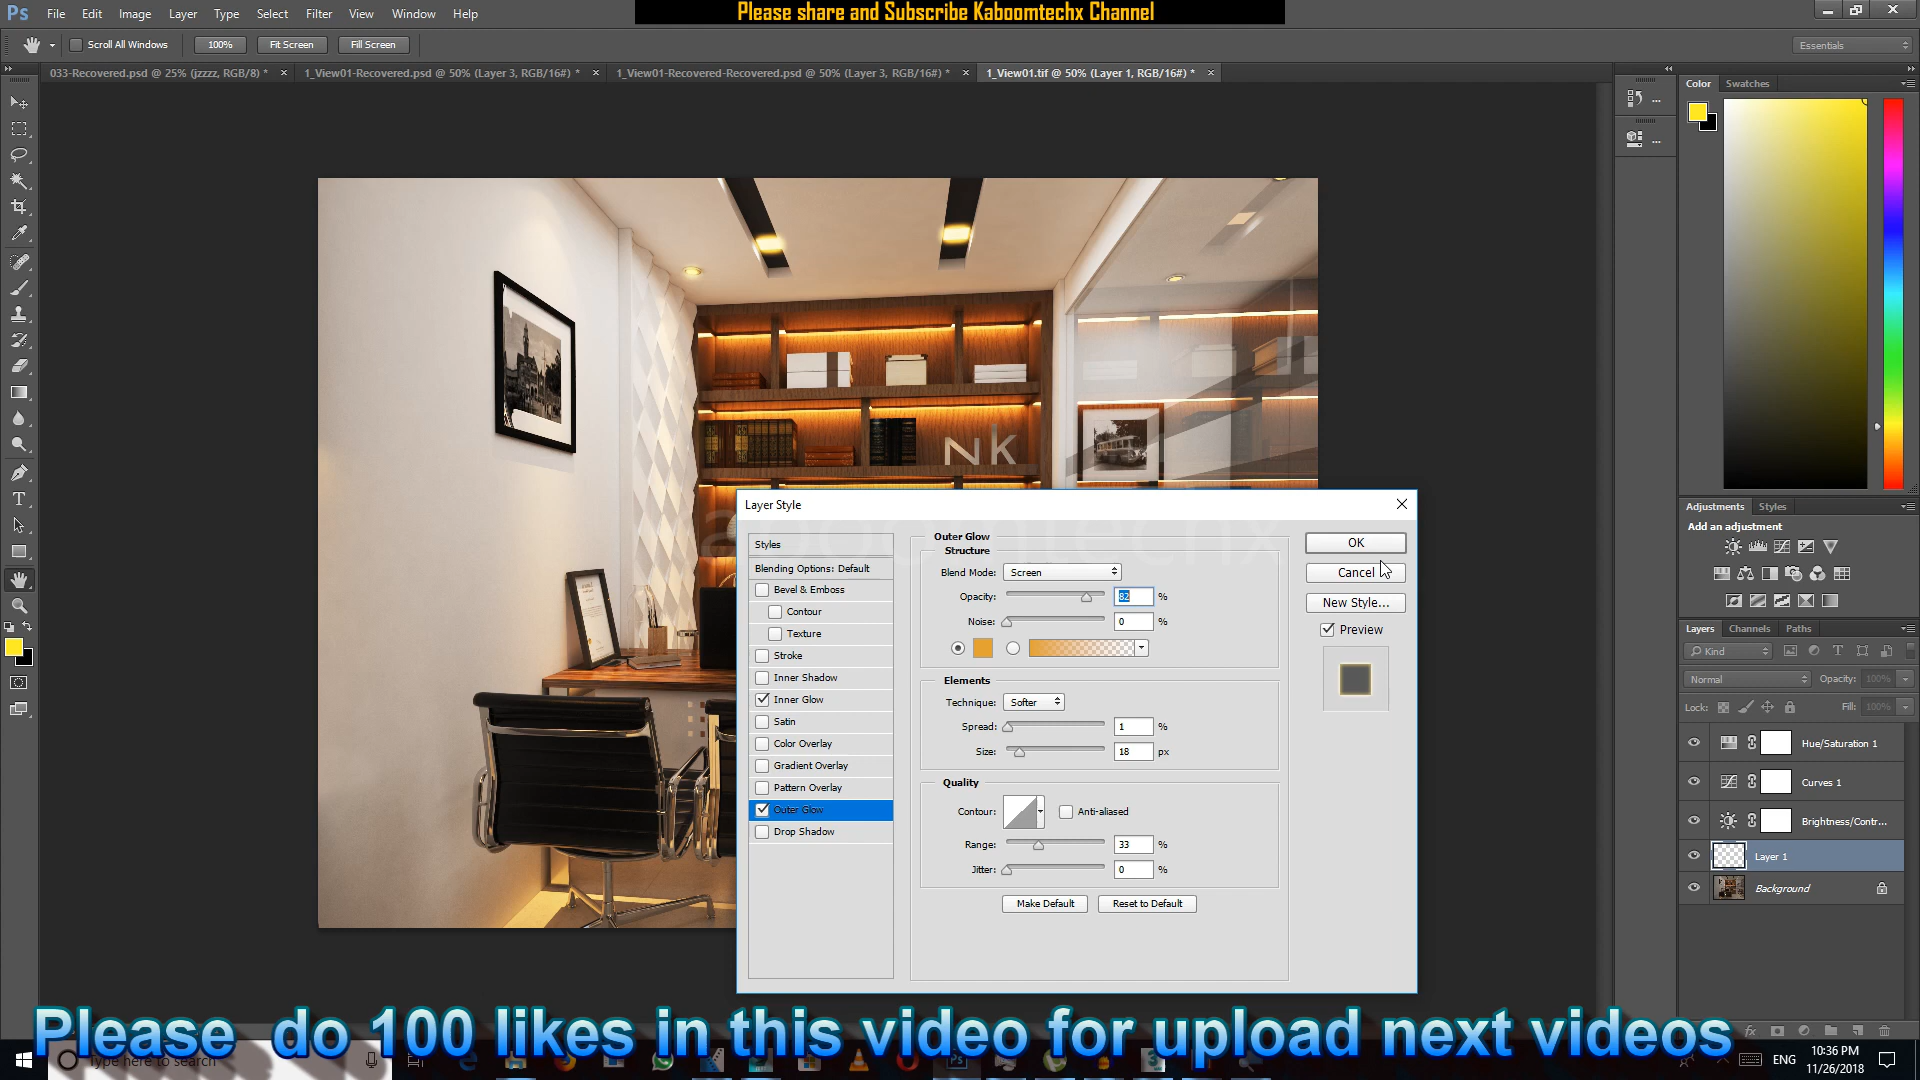 Ps File Edit Image Layer Type Select Filter View Window Help
Please share and Subscribe Kaboomtechx Channel
Scroll All Windows 100% Fit Screen Fill Screen
Essentials
033-Recovered.psd @ 25% (jzzzz, RGB/8) *
1_View01-Recovered.psd @ 50% (Layer 3, RGB/16#) *
1_View01-Recovered-Recovered.psd @ 50% (Layer 3, RGB/16#) *
1_View01.tif @ 50% (Layer 1, RGB/16#) *
Color Swatches
NK
Layer Style
Styles
Blending Options: Default
Bevel & Emboss
Contour
Texture
Stroke
Inner Shadow
Inner Glow
Satin
Color Overlay
Gradient Overlay
Pattern Overlay
Outer Glow
Drop Shadow
Outer Glow
Structure
Blend Mode: Screen
Opacity: 82 %
Noise: 0 %
Elements
Technique: Softer
Spread: 1 %
Size: 18 px
Quality
Contour: Anti-aliased
Range: 33 %
Jitter: 0 %
Make Default Reset to Default
OK
Cancel
New Style...
Preview
Adjustments Styles
Add an adjustment
Layers Channels Paths
Kind
Normal Opacity: 100%
Lock: Fill: 100%
Hue/Saturation 1
Curves 1
Brightness/Contr...
Layer 1
Background
Please do 100 likes in this video for upload next videos
Type here to search
ENG
10:36 PM
11/26/2018